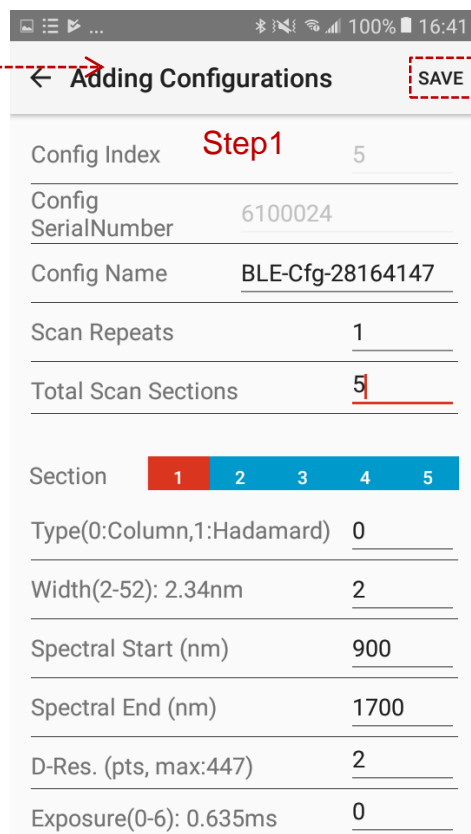 ... 100% 16:41
← Adding Configurations SAVE
Step1
Config Index 5
Config
SerialNumber 6100024
Config Name BLE-Cfg-28164147
Scan Repeats 1
Total Scan Sections 5
Section 1 2 3 4 5
Type(0:Column,1:Hadamard) 0
Width(2-52): 2.34nm 2
Spectral Start (nm) 900
Spectral End (nm) 1700
D-Res. (pts, max:447) 2
Exposure(0-6): 0.635ms 0